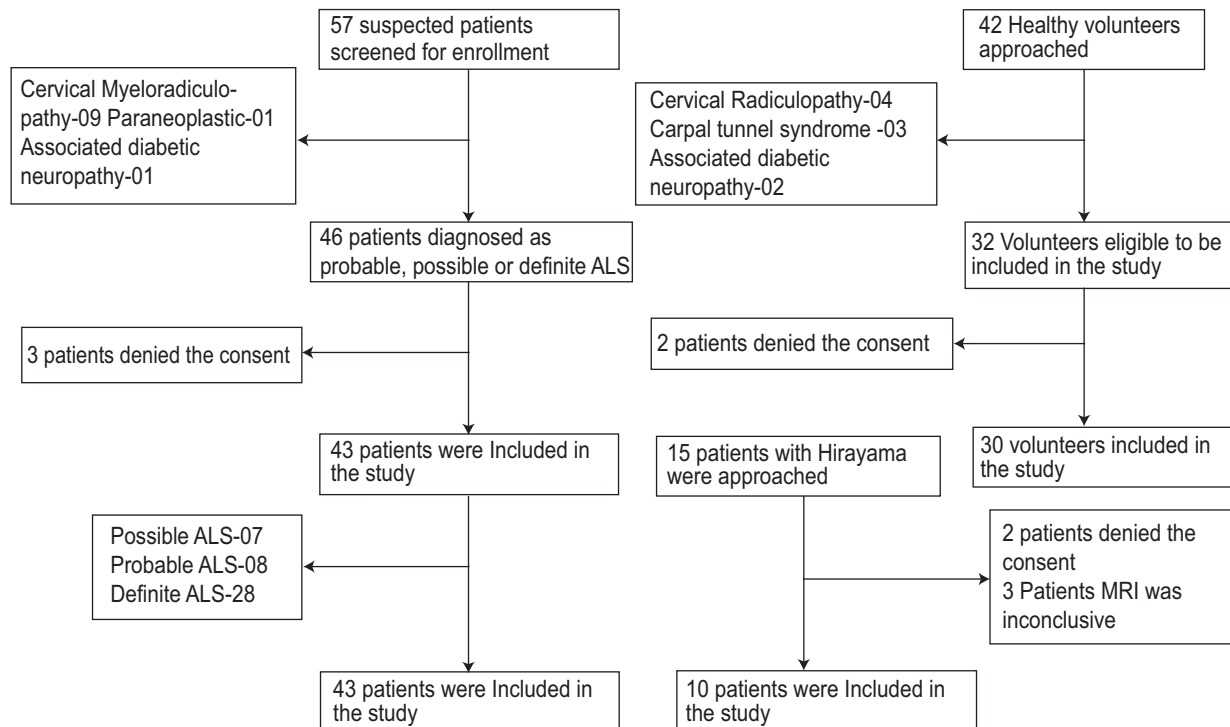 57 suspected patients
screened for enrollment
Cervical Myeloradiculo-
pathy-09 Paraneoplastic-01
Associated diabetic
neuropathy-01
46 patients diagnosed as
probable, possible or definite ALS
3 patients denied the consent
43 patients were Included in
the study
Possible ALS-07
Probable ALS-08
Definite ALS-28
43 patients were Included in
the study
42 Healthy volunteers
approached
Cervical Radiculopathy-04
Carpal tunnel syndrome -03
Associated diabetic
neuropathy-02
32 Volunteers eligible to be
included in the study
2 patients denied the consent
30 volunteers included in
the study
15 patients with Hirayama
were approached
2 patients denied the
consent
3 Patients MRI was
inconclusive
10 patients were Included in
the study